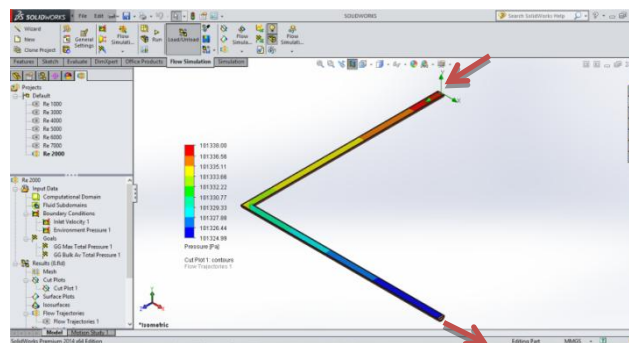 SOLIDWORKS File Edit SOLIDWORKS Search SolidWorks Help
Wizard
New
Clone Project
General Settings
Flow Simulati...
Run
Load/Unload
Flow Simula...
Flow Simulati...
Features Sketch Evaluate DimXpert Office Products Flow Simulation Simulation
Projects
Default
Re 1000
Re 3000
Re 4000
Re 5000
Re 6000
Re 7000
Re 2000
Re 2000
Input Data
Computational Domain
Fluid Subdomains
Boundary Conditions
Inlet Velocity 1
Environment Pressure 1
Goals
GG Max Total Pressure 1
GG Bulk Av Total Pressure 1
Mesh
Cut Plots
Cut Plot 1
Surface Plots
Isosurfaces
Flow Trajectories
Flow Trajectories 1
101338.00
101336.56
101335.11
101333.66
101332.22
101330.77
101329.33
101327.88
101326.44
101324.99
Pressure [Pa]
Cut Plot 1: contours
Flow Trajectories 1
*Isometric
Model Motion Study 1
SolidWorks Premium 2014 x64 Edition Editing Part MMGS